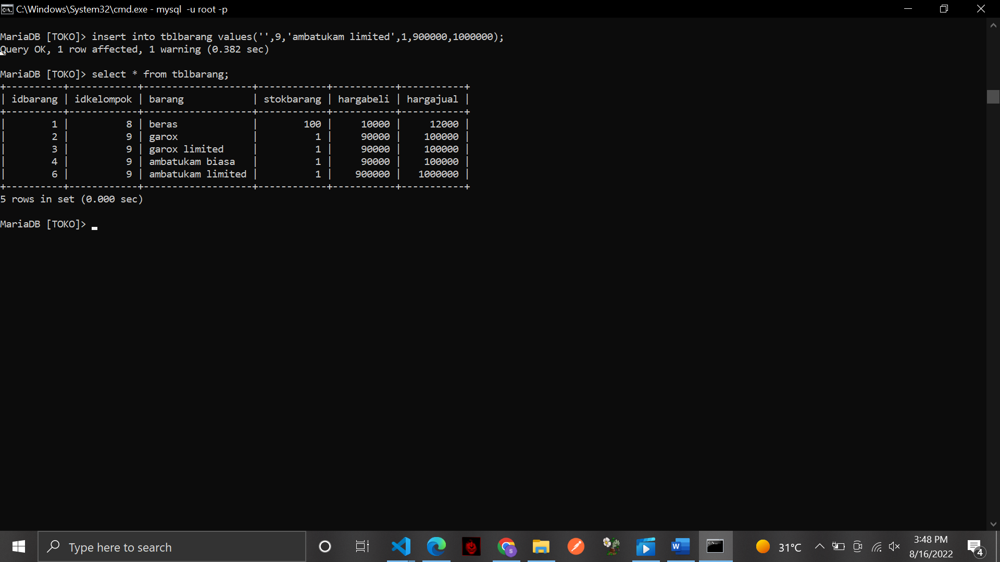 C:\Windows\System32\cmd.exe - mysql  -u root -p
MariaDB [TOKO]> insert into tblbarang values('',9,'ambatukam limited',1,900000,1000000);
Query OK, 1 row affected, 1 warning (0.382 sec)
MariaDB [TOKO]> select * from tblbarang;
+----------+------------+-------------------+------------+-----------+-----------+
| idbarang | idkelompok | barang            | stokbarang | hargabeli | hargajual |
+----------+------------+-------------------+------------+-----------+-----------+
|        1 |          8 | beras             |        100 |     10000 |     12000 |
|        2 |          9 | garox             |          1 |     90000 |    100000 |
|        3 |          9 | garox limited     |          1 |     90000 |    100000 |
|        4 |          9 | ambatukam biasa   |          1 |     90000 |    100000 |
|        6 |          9 | ambatukam limited |          1 |    900000 |   1000000 |
+----------+------------+-------------------+------------+-----------+-----------+
5 rows in set (0.000 sec)
MariaDB [TOKO]>
Type here to search
31°C
3:48 PM
8/16/2022
4